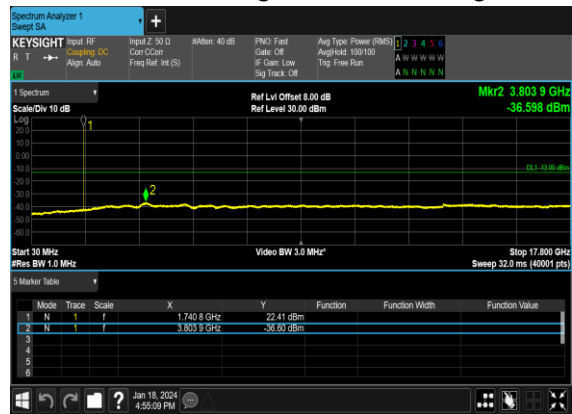 Spectrum Analyzer 1
Swept SA
+
KEYSIGHT Input: RF Input Z: 50 Ω #Atten: 40 dB PNO: Fast Avg Type: Power (RMS) 1 2 3 4 5 6
R T Coupling: DC Corr CCorr Gate: Off Avg|Hold: 100/100 A W W W W W
Align: Auto Freq Ref: Int (S) IF Gain: Low Trig: Free Run
LW Sig Track: Off A N N N N N
1 Spectrum Ref Lvl Offset 8.00 dB Mkr2 3.803 9 GHz
Scale/Div 10 dB Ref Level 30.00 dBm -36.598 dBm
Log
1
20.0
10.0
0.00
-10.0
DL1 -13.00 dBm
-20.0
2
-30.0
-40.0
-50.0
-60.0
Start 30 MHz Video BW 3.0 MHz* Stop 17.800 GHz
#Res BW 1.0 MHz Sweep 32.0 ms (40001 pts)
5 Marker Table
Mode Trace Scale X Y Function Function Width Function Value
1 N 1 f 1.740 8 GHz 22.41 dBm
2 N 1 f 3.803 9 GHz -36.60 dBm
3
4
5
6
? Jan 18, 2024
4:55:09 PM